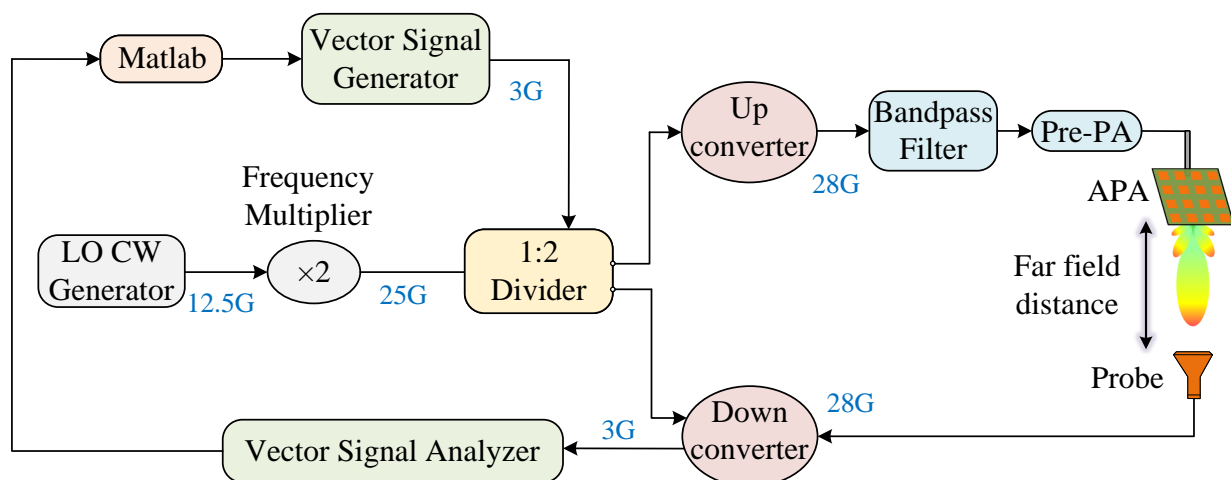 Matlab
Vector Signal
Generator
3G
Up
converter
28G
Bandpass
Filter
Pre-PA
APA
Frequency
Multiplier
LO CW
Generator
12.5G
×2
25G
1:2
Divider
Far field
distance
Probe
28G
Down
converter
3G
Vector Signal Analyzer